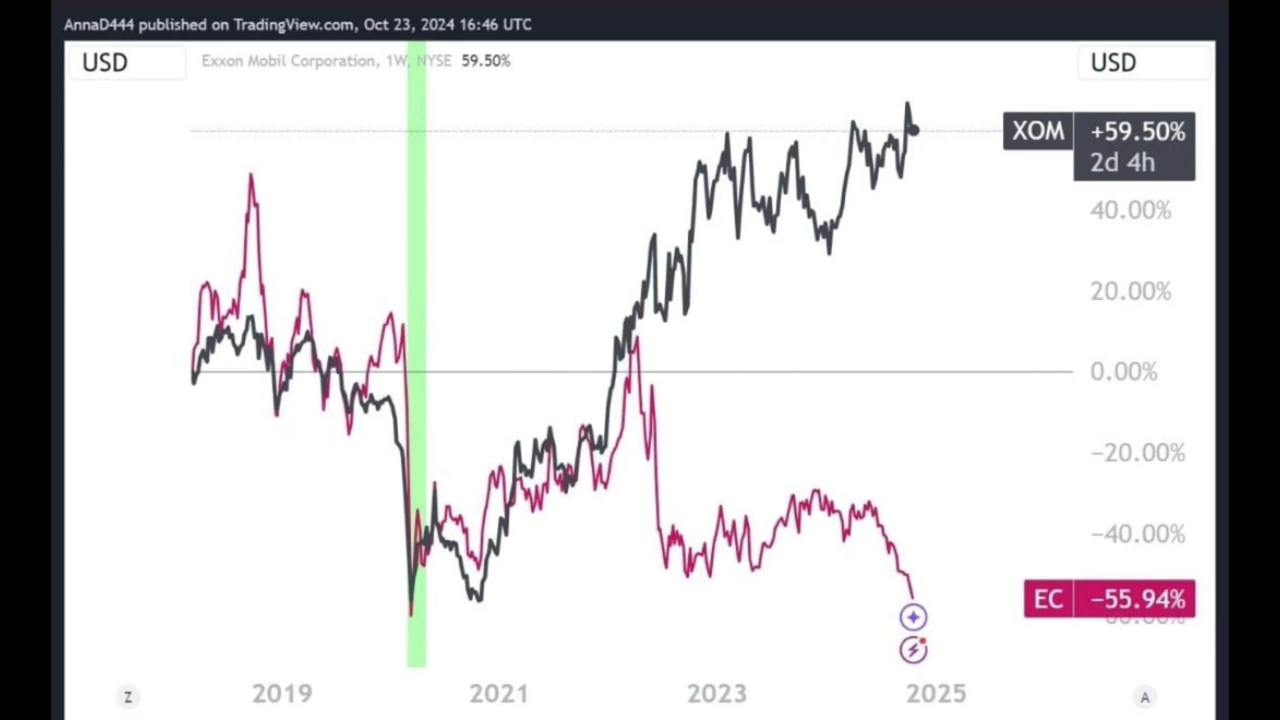 AnnaD444 published on TradingView.com, Oct 23, 2024 16:46 UTC
USD
Exxon Mobil Corporation, 1W, NYSE 59.50%
USD
XOM +59.50%
2d 4h
40.00%
20.00%
0.00%
−20.00%
−40.00%
EC −55.94%
−60.00%
Z 2019 2021 2023 2025 A